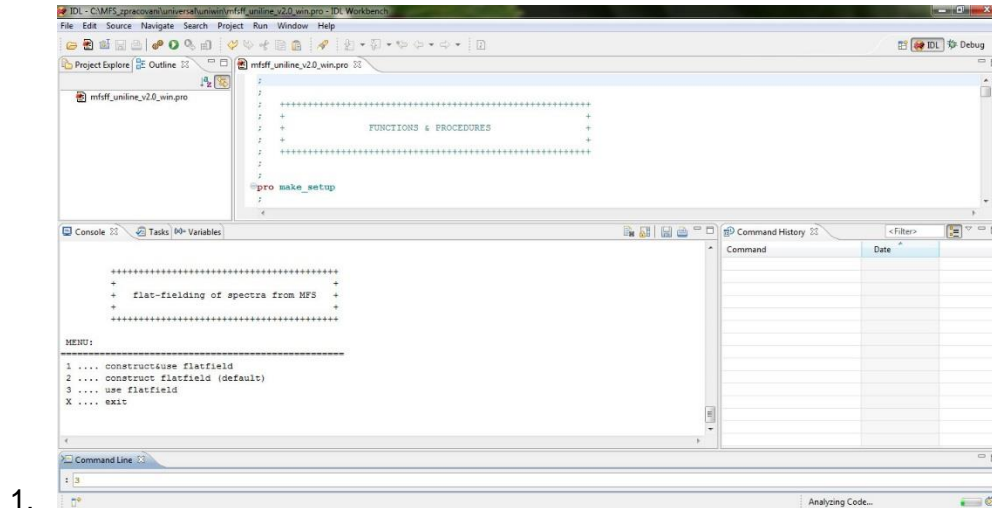 IDL - C:\MFS_zpracovani\universal\uniwin\mfsff_uniline_v2.0_win.pro - IDL Workbench
File Edit Source Navigate Search Project Run Window Help
IDL Debug
Project Explore Outline
mfsff_uniline_v2.0_win.pro
mfsff_uniline_v2.0_win.pro
;
;
; +++++++++++++++++++++++++++++++++++++++++++++++++++++++++
; + +
; + FUNCTIONS & PROCEDURES +
; + +
; +++++++++++++++++++++++++++++++++++++++++++++++++++++++++
;
;
pro make_setup
;
Console Tasks Variables
+++++++++++++++++++++++++++++++++++++++++
+ +
+ flat-fielding of spectra from MFS +
+ +
+++++++++++++++++++++++++++++++++++++++++
MENU:
===================================================
1 .... construct&use flatfield
2 .... construct flatfield (default)
3 .... use flatfield
X .... exit
Command History
<Filter>
Command Date
Command Line
: 3
Analyzing Code...
1.